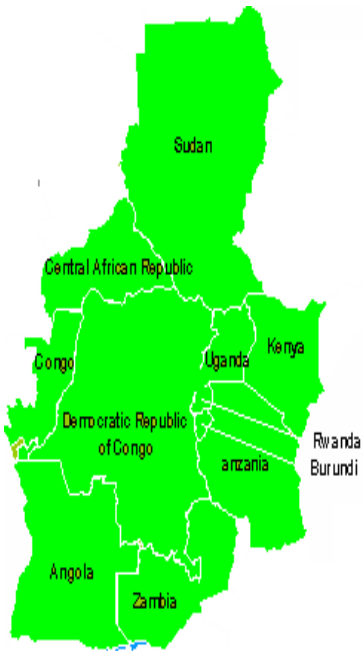 Sudan
Central African Republic
Congo
Uganda
Kenya
Democratic Republic
of Congo
Rwanda
Burundi
anzania
Angola
Zambia